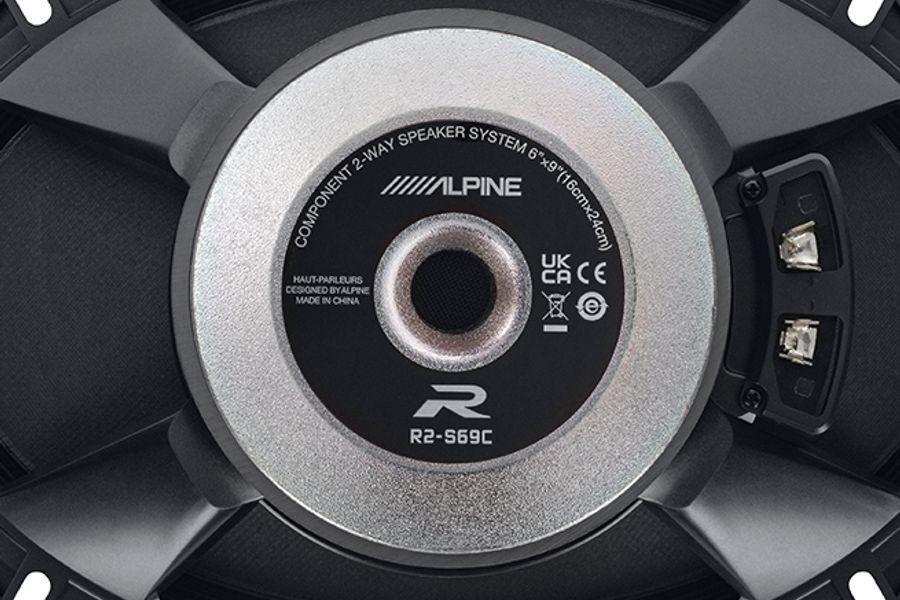 COMPONENT 2-WAY SPEAKER SYSTEM 6"x9"(16cmx24cm)
ALPINE
HAUT-PARLEURS
DESIGNED BY ALPINE
MADE IN CHINA
UK
CA CE
e
R
R2-S69C